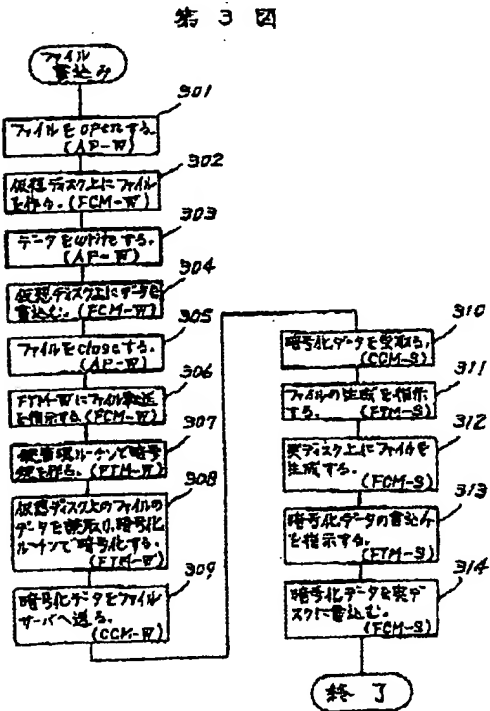 第 3 図
ファイル
書込み
301
ファイルをopenする。
(AP-W)
302
仮想ディスク上にファイル
を作る。(FCM-W)
303
データをwriteする。
(AP-W)
304
仮想ディスク上にデータを
書込む。(FCM-W)
305
ファイルをcloseする。
(AP-W)
306
FTM-Wにファイル転送
を指示する。(FCM-W)
307
鍵管理ルーチンで暗号
鍵を作る。(FTM-W)
308
仮想ディスク上のファイルの
データを読取り、暗号化
ルーチンで暗号化する。
(FTM-W)
309
暗号化データをファイル
サーバへ送る。
(CCM-W)
310
暗号化データを受取る。
(CCM-S)
311
ファイルの生成を指示
する。(FTM-S)
312
実ディスク上にファイルを
生成する。
(FCM-S)
313
暗号化データの書込み
を指示する。
(FTM-S)
314
暗号化データを実ディ
スクに書込む。
(FCM-S)
終 了